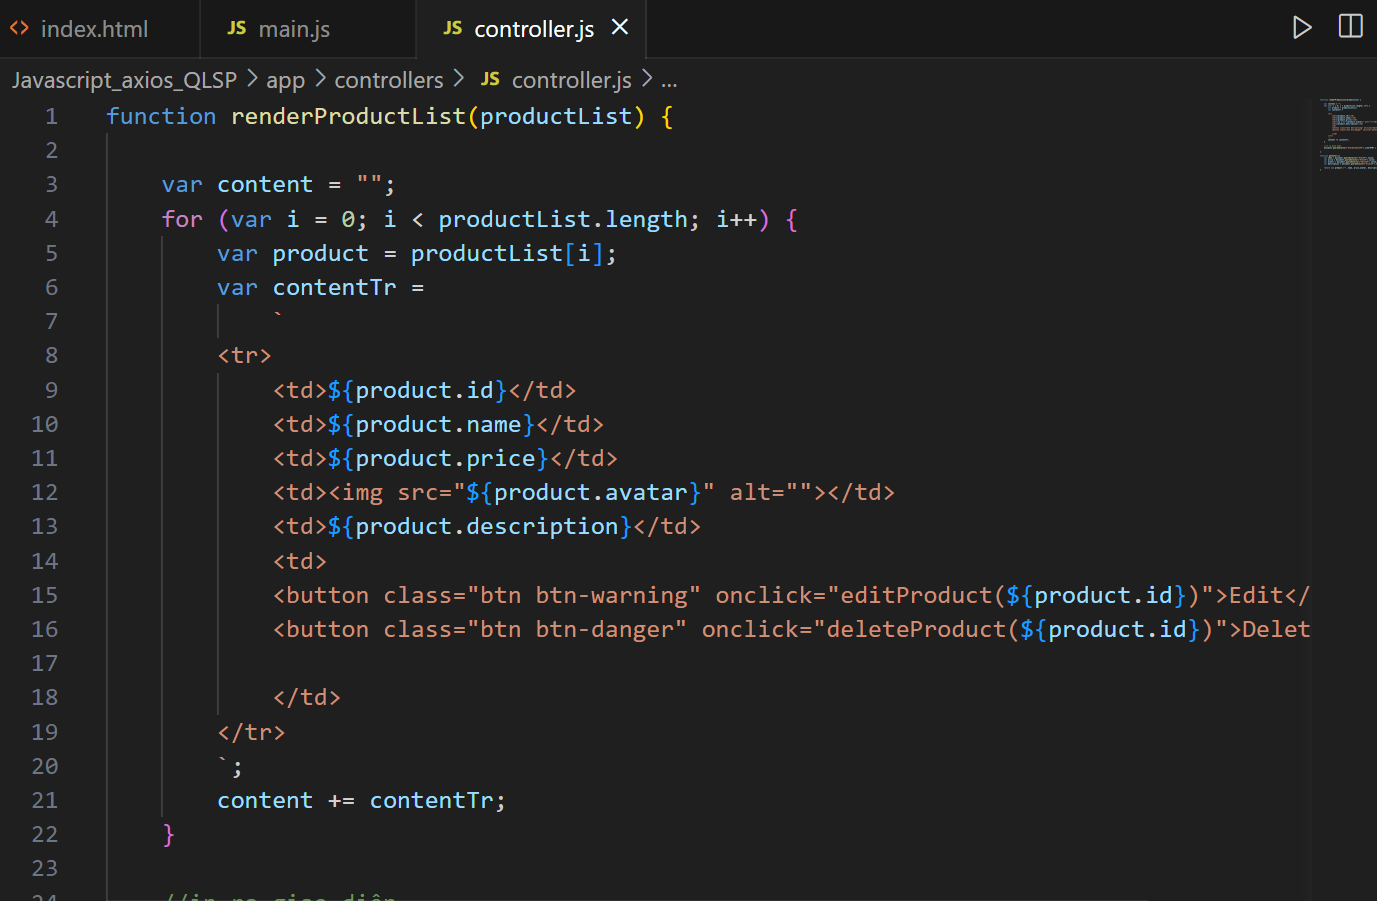 <> index.html JS main.js JS controller.js ×
Javascript_axios_QLSP > app > controllers > JS controller.js > ...
1 function renderProductList(productList) {
2
3 var content = "";
4 for (var i = 0; i < productList.length; i++) {
5 var product = productList[i];
6 var contentTr =
7 `
8 <tr>
9 <td>${product.id}</td>
10 <td>${product.name}</td>
11 <td>${product.price}</td>
12 <td><img src="${product.avatar}" alt=""></td>
13 <td>${product.description}</td>
14 <td>
15 <button class="btn btn-warning" onclick="editProduct(${product.id})">Edit</
16 <button class="btn btn-danger" onclick="deleteProduct(${product.id})">Delet
17
18 </td>
19 </tr>
20 `;
21 content += contentTr;
22 }
23
24 //in ra giao diện